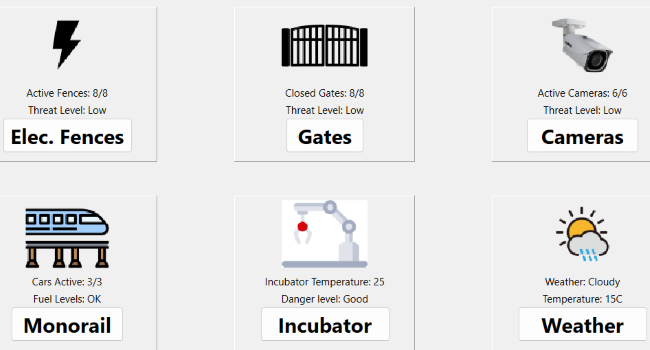 Active Fences: 8/8
Threat Level: Low
Elec. Fences
Closed Gates: 8/8
Threat Level: Low
Gates
Active Cameras: 6/6
Threat Level: Low
Cameras
Cars Active: 3/3
Fuel Levels: OK
Monorail
Incubator Temperature: 25
Danger level: Good
Incubator
Weather: Cloudy
Temperature: 15C
Weather